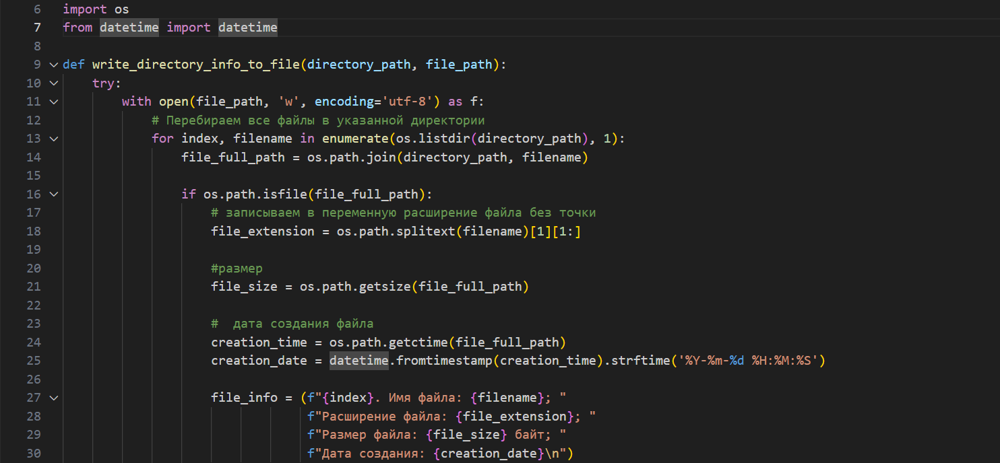 6 import os
7 from datetime import datetime
8
9 def write_directory_info_to_file(directory_path, file_path):
10 try:
11 with open(file_path, 'w', encoding='utf-8') as f:
12 # Перебираем все файлы в указанной директории
13 for index, filename in enumerate(os.listdir(directory_path), 1):
14 file_full_path = os.path.join(directory_path, filename)
15
16 if os.path.isfile(file_full_path):
17 # записываем в переменную расширение файла без точки
18 file_extension = os.path.splitext(filename)[1][1:]
19
20 #размер
21 file_size = os.path.getsize(file_full_path)
22
23 #  дата создания файла
24 creation_time = os.path.getctime(file_full_path)
25 creation_date = datetime.fromtimestamp(creation_time).strftime('%Y-%m-%d %H:%M:%S')
26
27 file_info = (f"{index}. Имя файла: {filename}; "
28 f"Расширение файла: {file_extension}; "
29 f"Размер файла: {file_size} байт; "
30 f"Дата создания: {creation_date}\n")